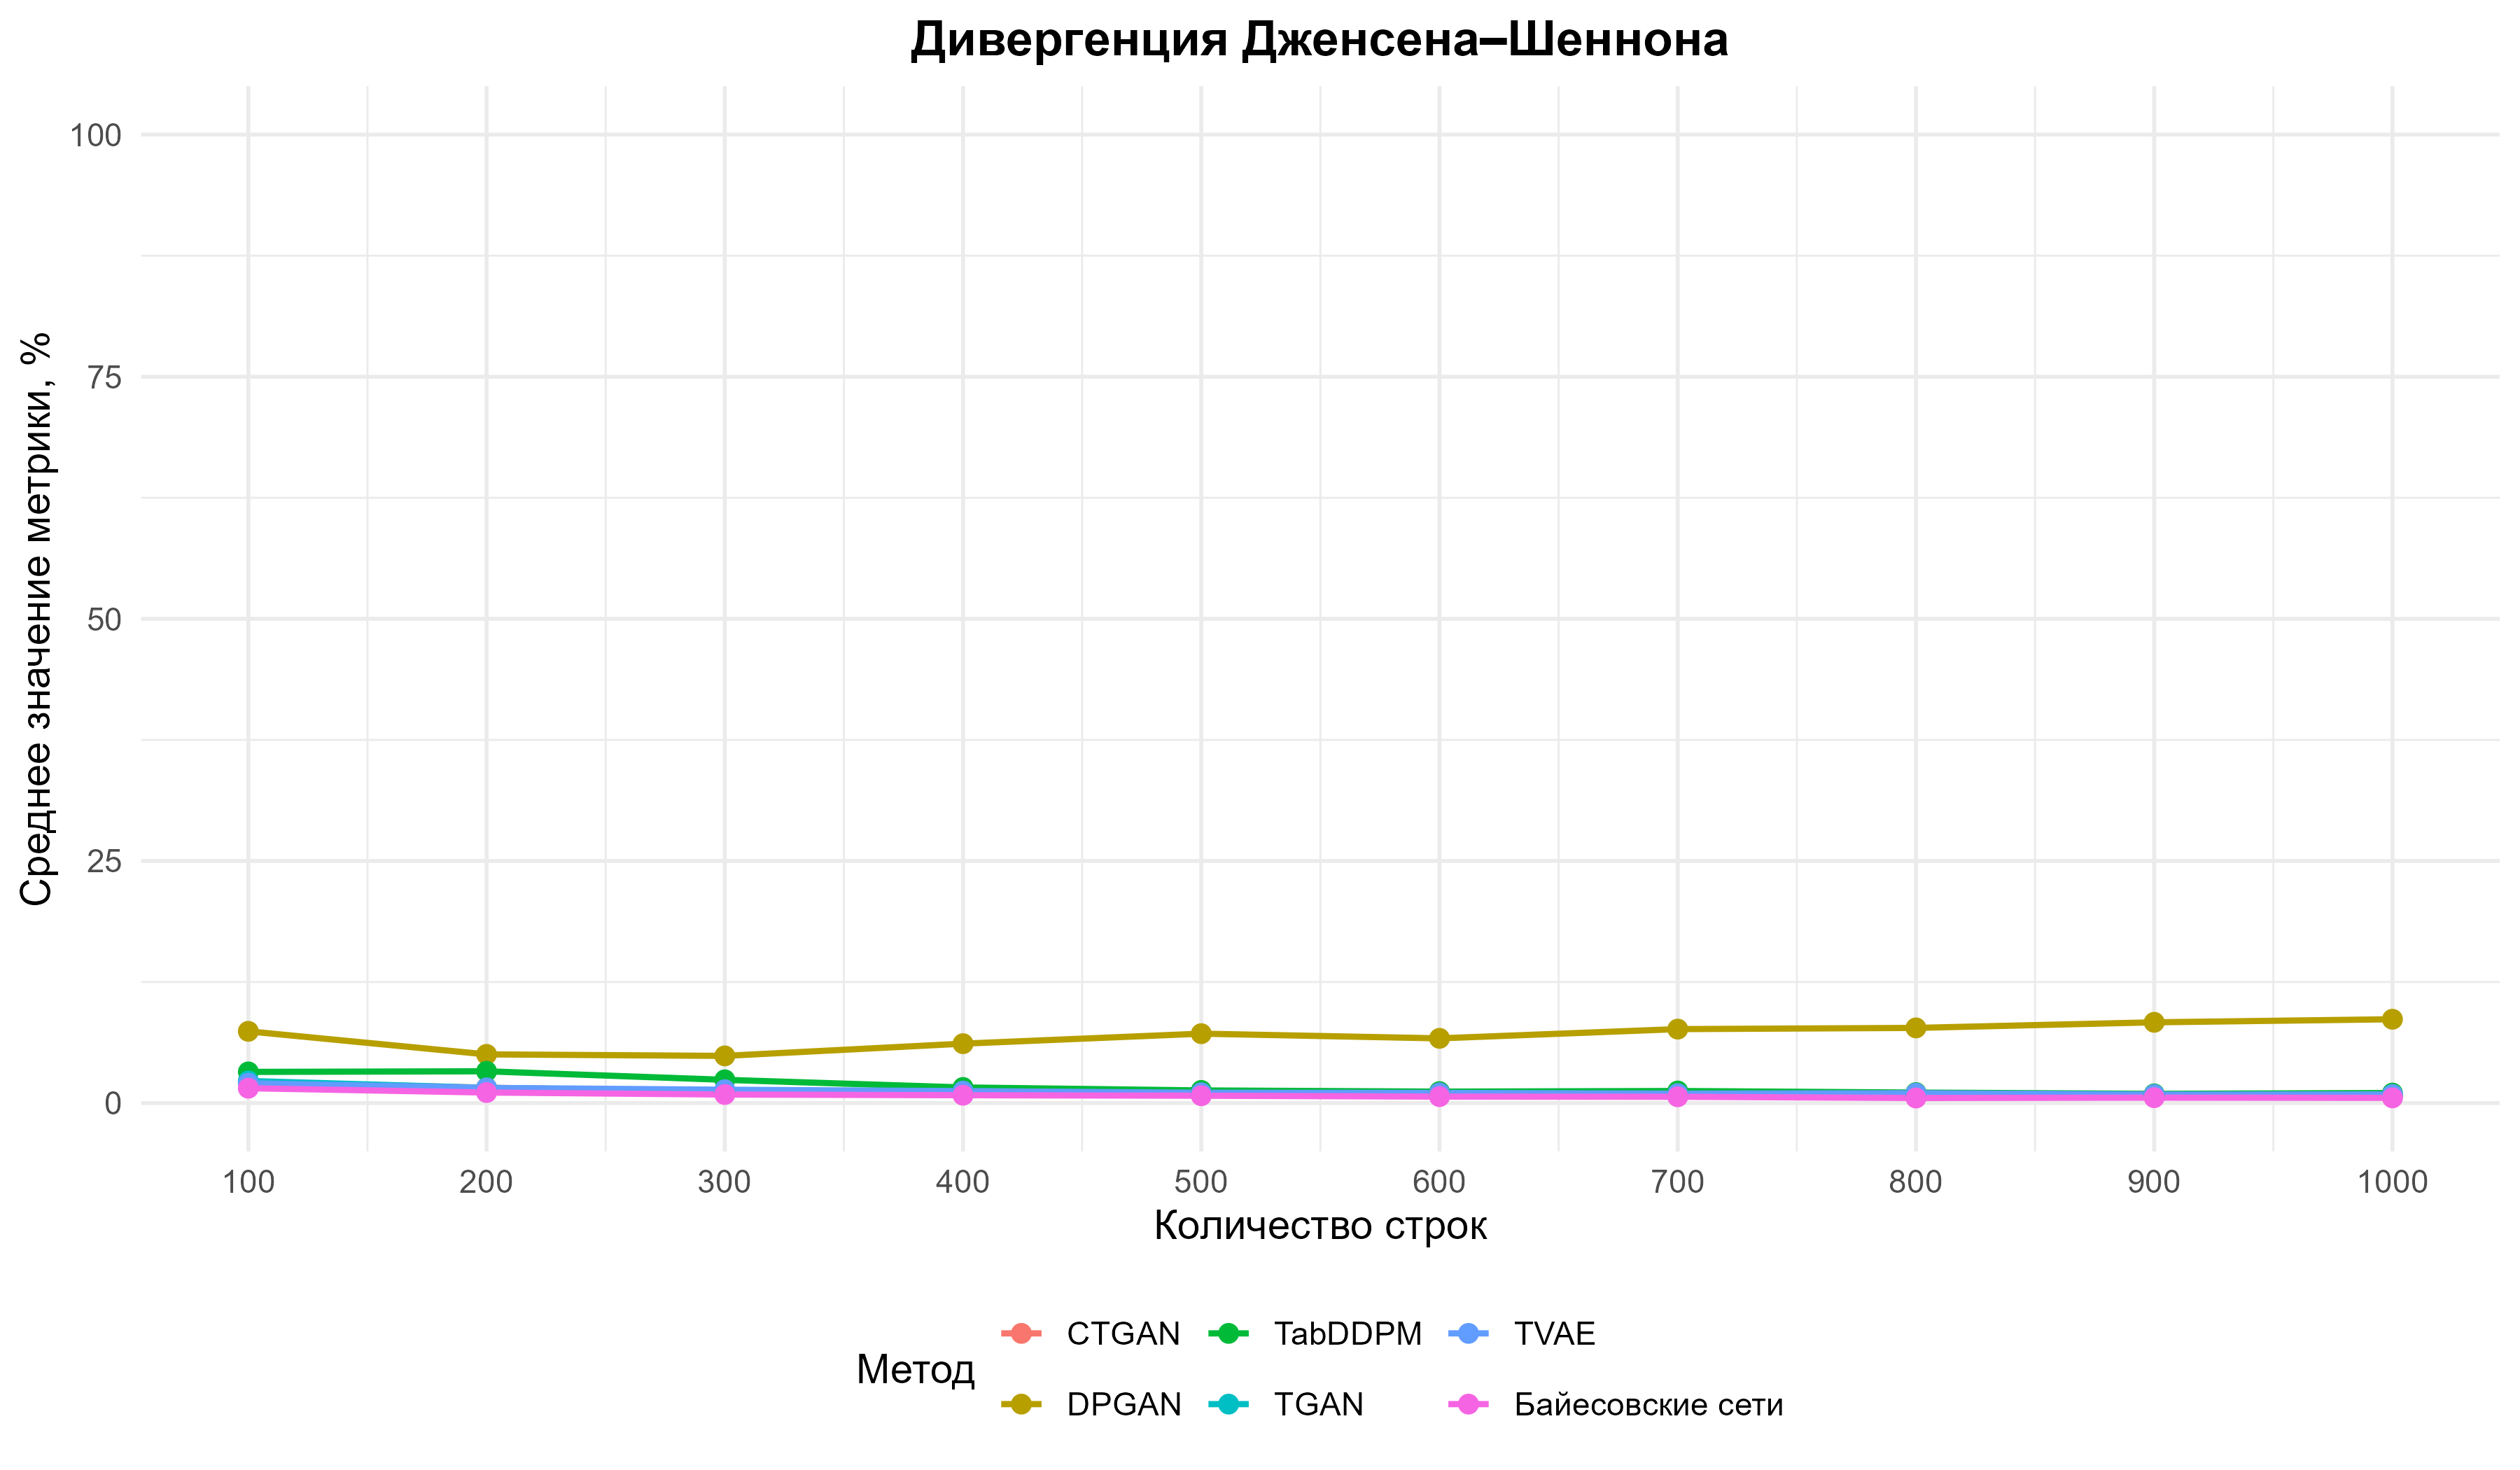 Дивергенция Дженсена–Шеннона
Среднее значение метрики, %
100
75
50
25
0
100 200 300 400 500 600 700 800 900 1000
Количество строк
Метод
CTGAN TabDDPM TVAE
DPGAN TGAN Байесовские сети